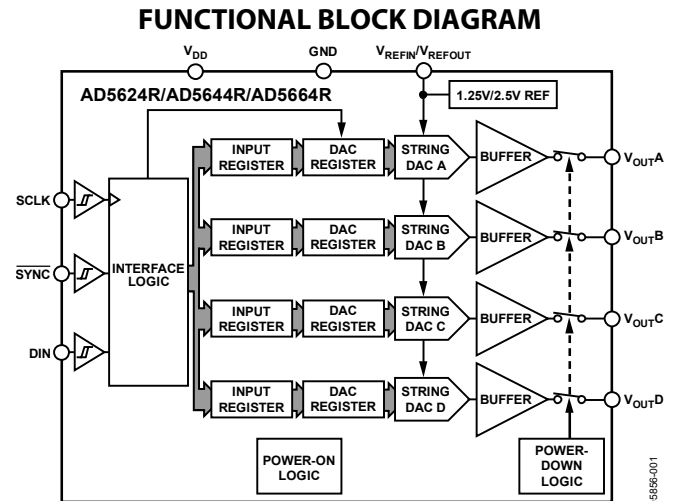 FUNCTIONAL BLOCK DIAGRAM
VDD
GND
VREFIN/VREFOUT
AD5624R/AD5644R/AD5664R
1.25V/2.5V REF
INPUT
REGISTER
DAC
REGISTER
STRING
DAC A
BUFFER
VOUTA
SCLK
INPUT
REGISTER
DAC
REGISTER
STRING
DAC B
BUFFER
VOUTB
SYNC
INTERFACE
LOGIC
INPUT
REGISTER
DAC
REGISTER
STRING
DAC C
BUFFER
VOUTC
DIN
INPUT
REGISTER
DAC
REGISTER
STRING
DAC D
BUFFER
VOUTD
POWER-ON
LOGIC
POWER-
DOWN
LOGIC
5856-001